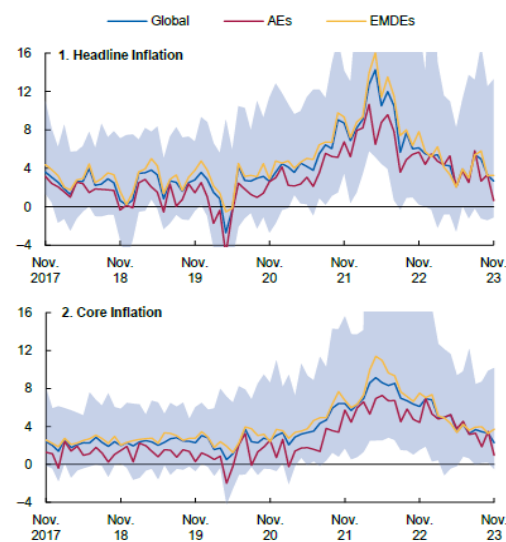 Global AEs EMDEs
1. Headline Inflation
16
12
8
4
0
–4
Nov. Nov. Nov. Nov. Nov. Nov. Nov.
2017 18 19 20 21 22 23
2. Core Inflation
16
12
8
4
0
–4
Nov. Nov. Nov. Nov. Nov. Nov. Nov.
2017 18 19 20 21 22 23